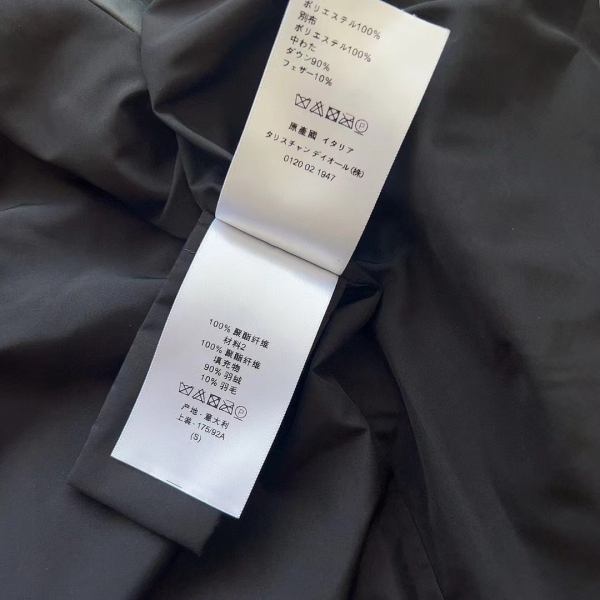 ポリエステル100%
別布
ポリエステル100%
中わた
ダウン90%
フェザー10%
P
原產國 イタリア
タリスチャン デイオール(株)
0120 02 1947
100% 聚酯纤维
材料2
100% 聚酯纤维
填充物
90% 羽绒
10% 羽毛
P
产地 - 意大利
上装 - 175/92A
(S)